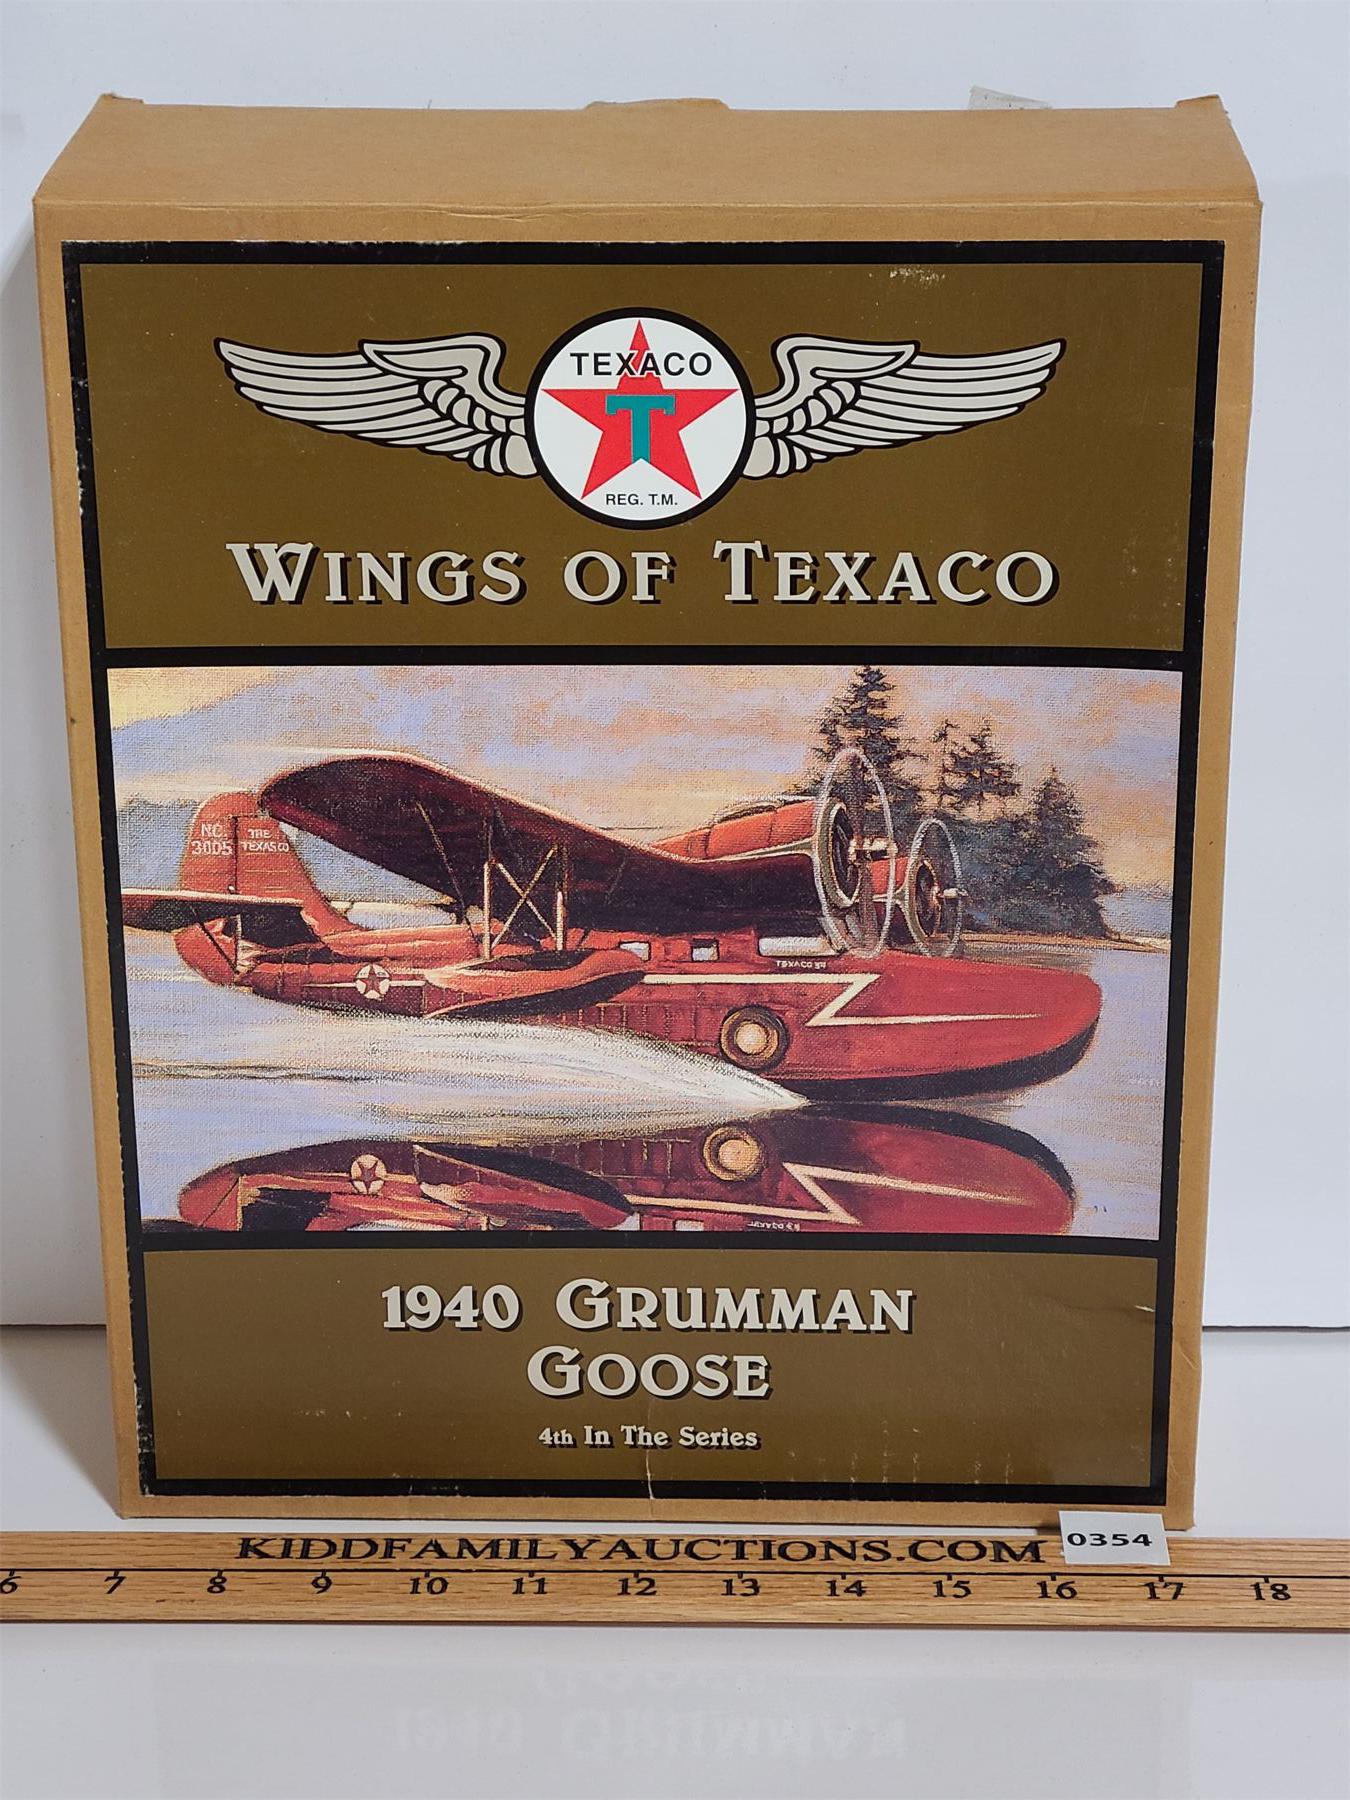 TEXACO
T
REG. T.M.
WINGS OF TEXACO
NC. THE
3005 TEXAS CO
1940 GRUMMAN
GOOSE
4th In The Series
0354
KIDDFAMILYAUCTIONS.COM
6 7 8 9 10 11 12 13 14 15 16 17 18